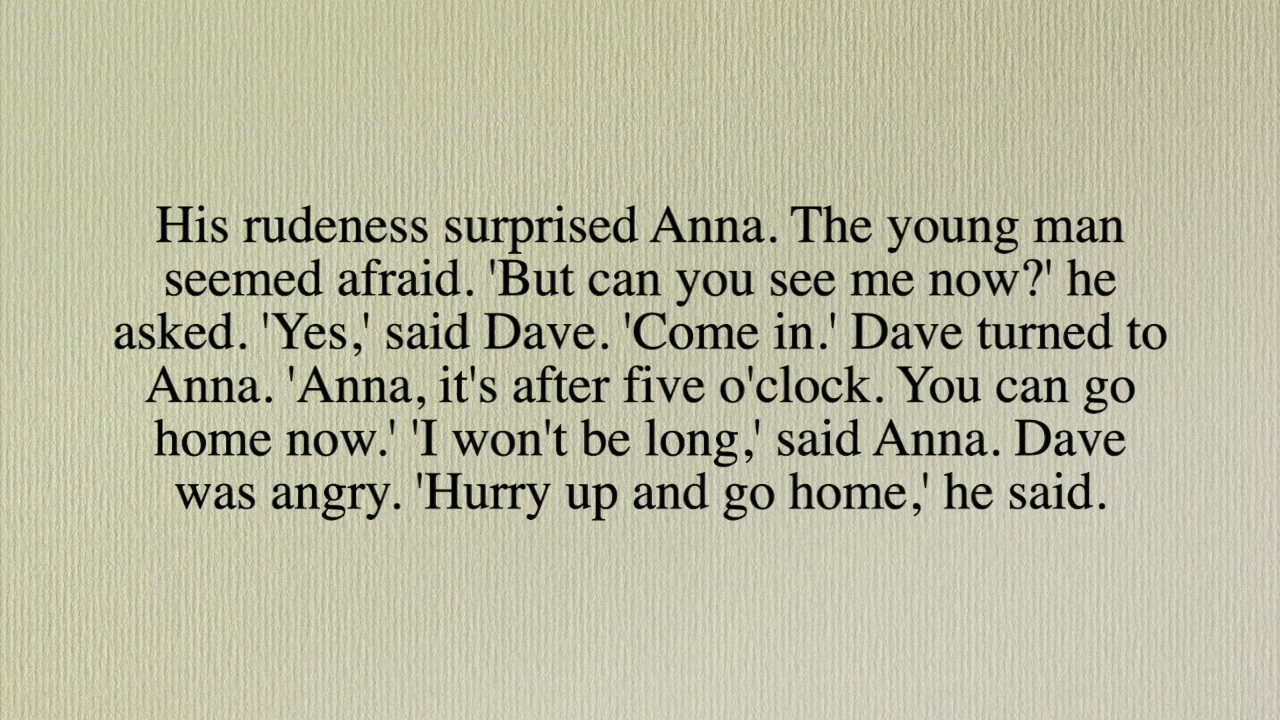 His rudeness surprised Anna. The young man
seemed afraid. 'But can you see me now?' he
asked. 'Yes,' said Dave. 'Come in.' Dave turned to
Anna. 'Anna, it's after five o'clock. You can go
home now.' 'I won't be long,' said Anna. Dave
was angry. 'Hurry up and go home,' he said.